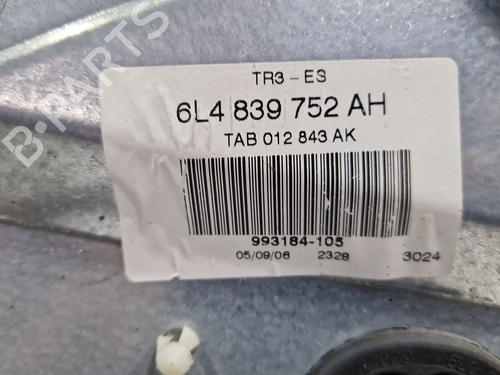 B-PARTS
TR3-ES
6L4 839 752 AH
TAB 012 843 AK
993184-105
05/09/06 2328 3024